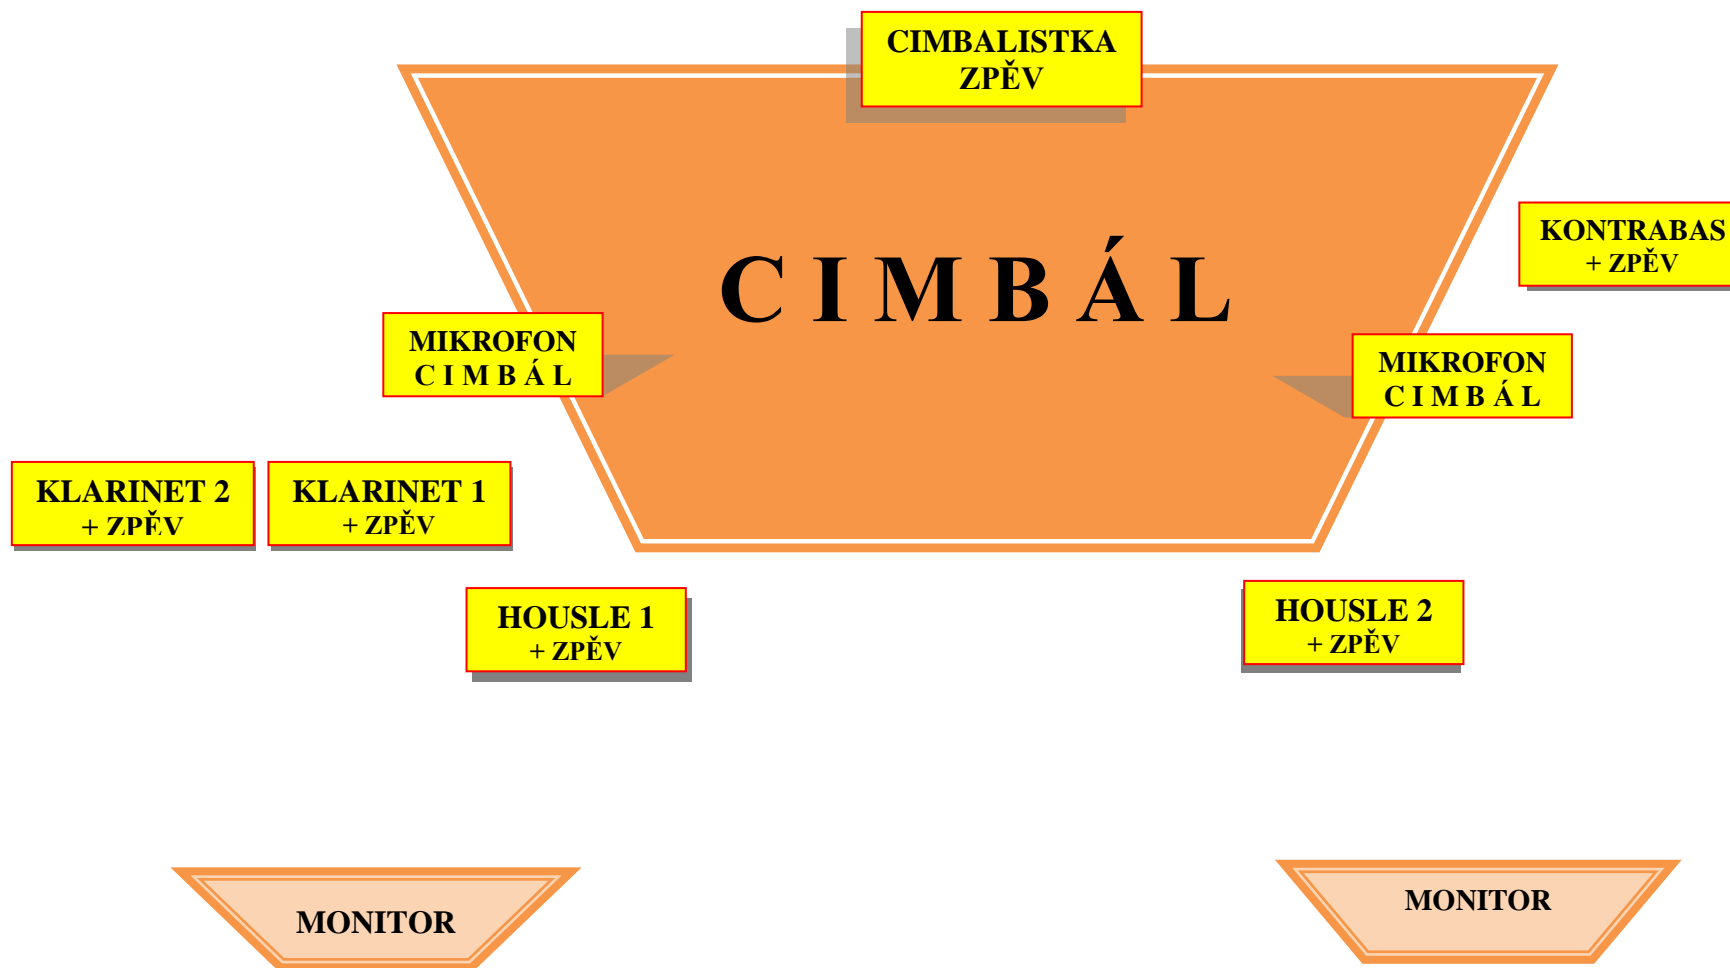 CIMBALISTKA
ZPĚV
KONTRABAS
+ ZPĚV
C I M B Á L
MIKROFON
C I M B Á L
MIKROFON
C I M B Á L
KLARINET 2
+ ZPĚV
KLARINET 1
+ ZPĚV
HOUSLE 1
+ ZPĚV
HOUSLE 2
+ ZPĚV
MONITOR
MONITOR